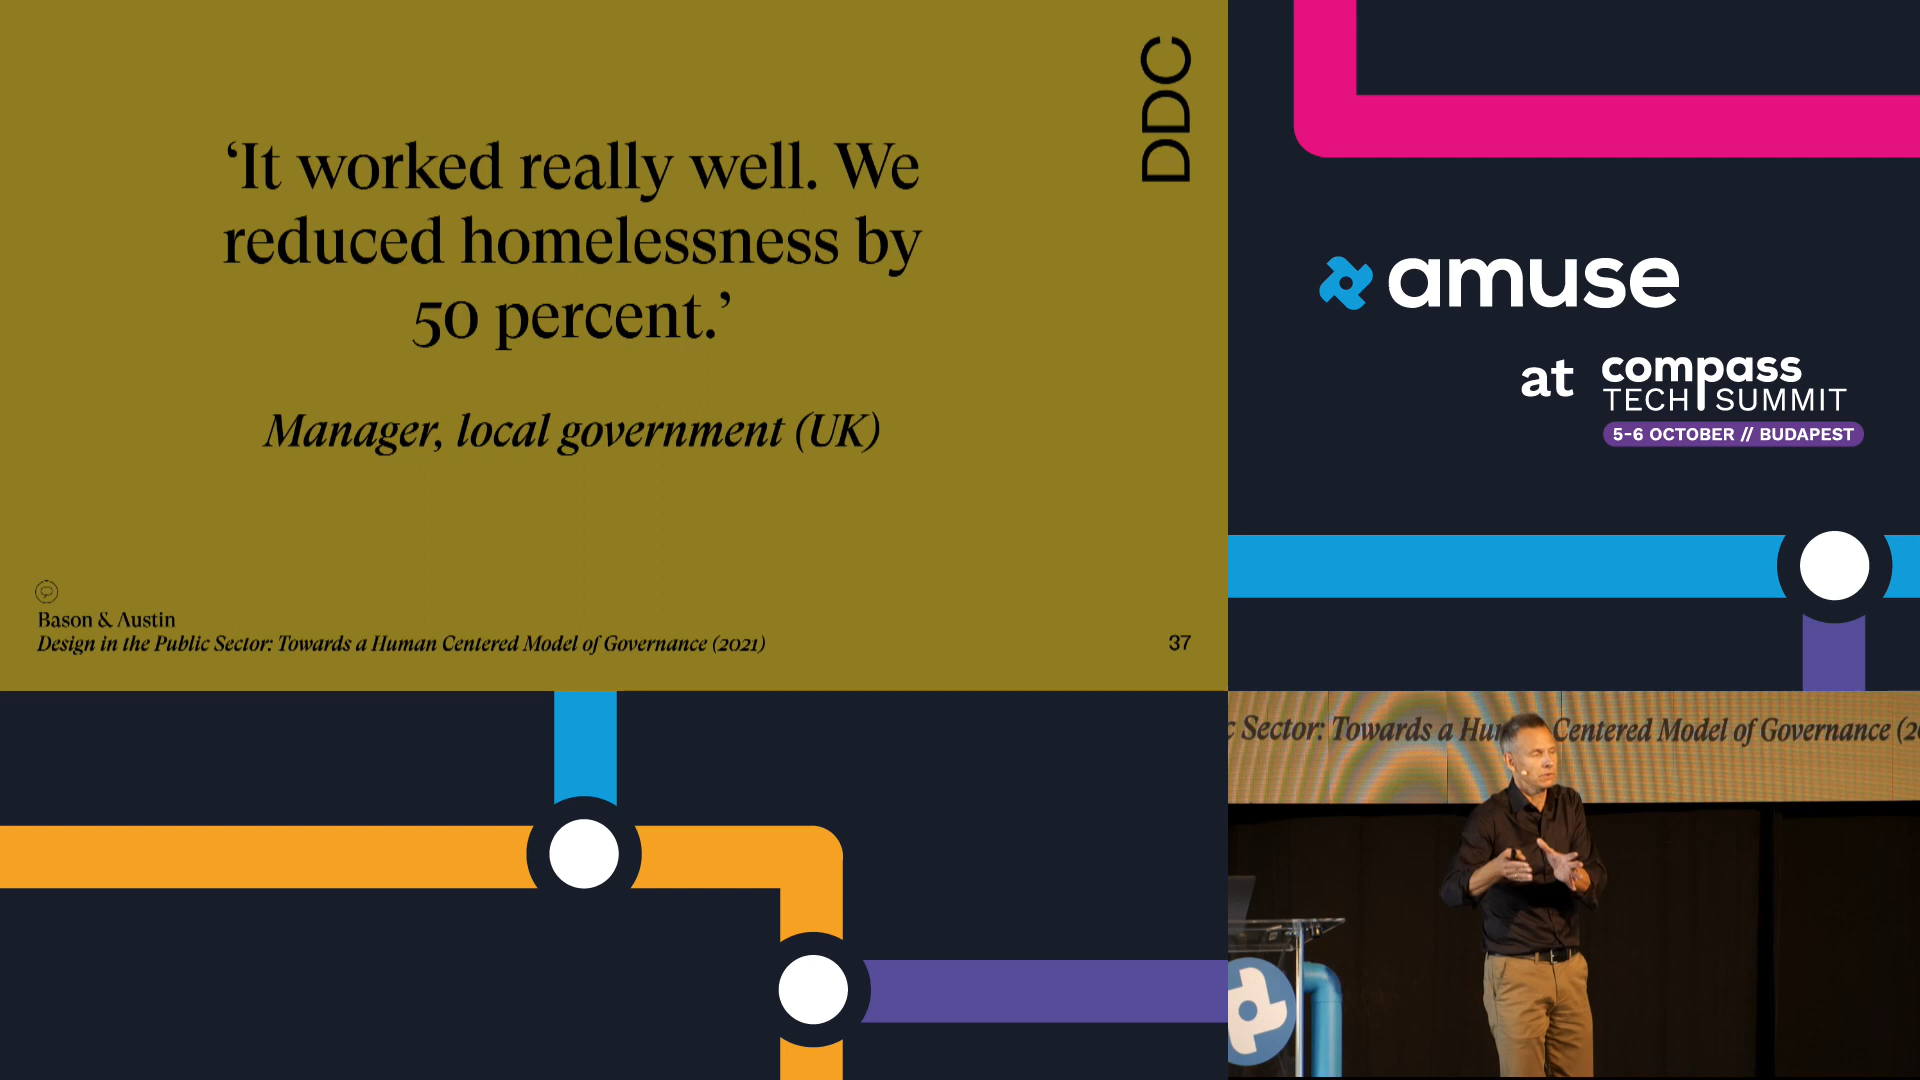 ‘It worked really well. We
reduced homelessness by
50 percent.’
Manager, local government (UK)
DDC
Bason & Austin
Design in the Public Sector: Towards a Human Centered Model of Governance (2021)
37
amuse
at compass
TECH SUMMIT
5-6 OCTOBER // BUDAPEST
Sector: Towards a Centered Model of Governance